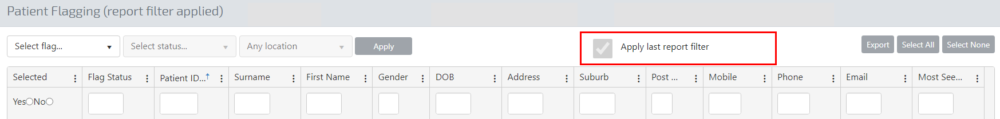 Patient Flagging (report filter applied)
Select flag... Select status... Any location Apply Apply last report filter Export Select All Select None
Selected Flag Status Patient ID... Surname First Name Gender DOB Address Suburb Post ... Mobile Phone Email Most See...
Yes No